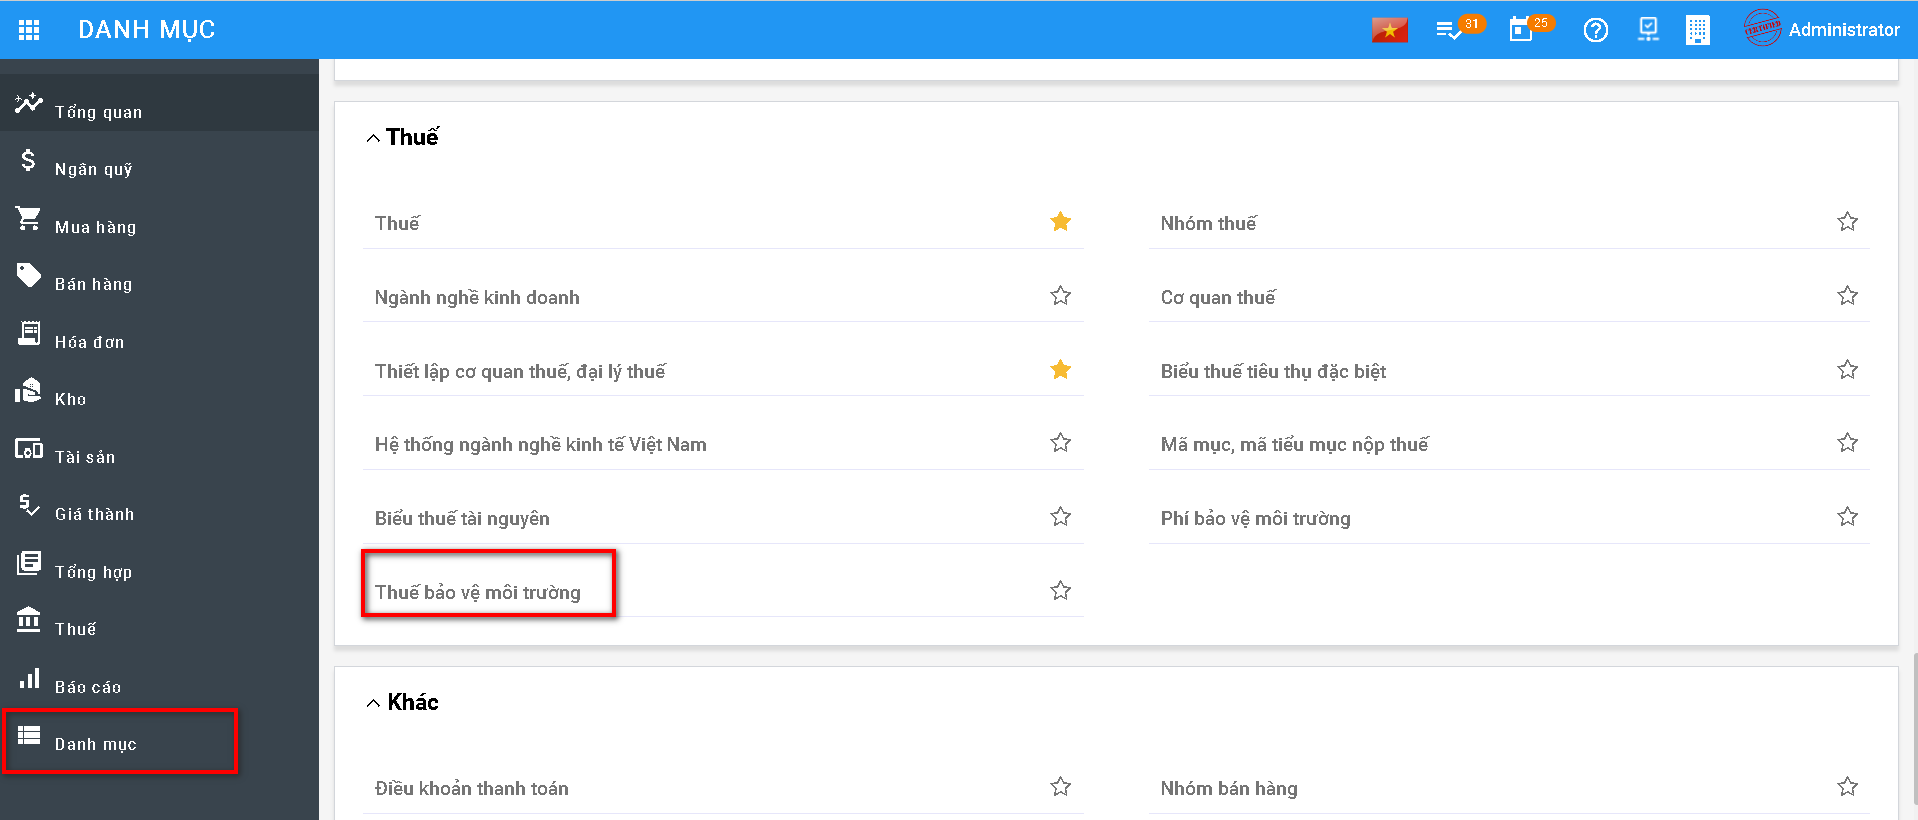 DANH MỤC
31
25
CERTIFIED
Administrator
Tổng quan
Ngân quỹ
Mua hàng
Bán hàng
Hóa đơn
Kho
Tài sản
Giá thành
Tổng hợp
Thuế
Báo cáo
Danh mục
Thuế
Thuế
Nhóm thuế
Ngành nghề kinh doanh
Cơ quan thuế
Thiết lập cơ quan thuế, đại lý thuế
Biểu thuế tiêu thụ đặc biệt
Hệ thống ngành nghề kinh tế Việt Nam
Mã mục, mã tiểu mục nộp thuế
Biểu thuế tài nguyên
Phí bảo vệ môi trường
Thuế bảo vệ môi trường
Khác
Điều khoản thanh toán
Nhóm bán hàng